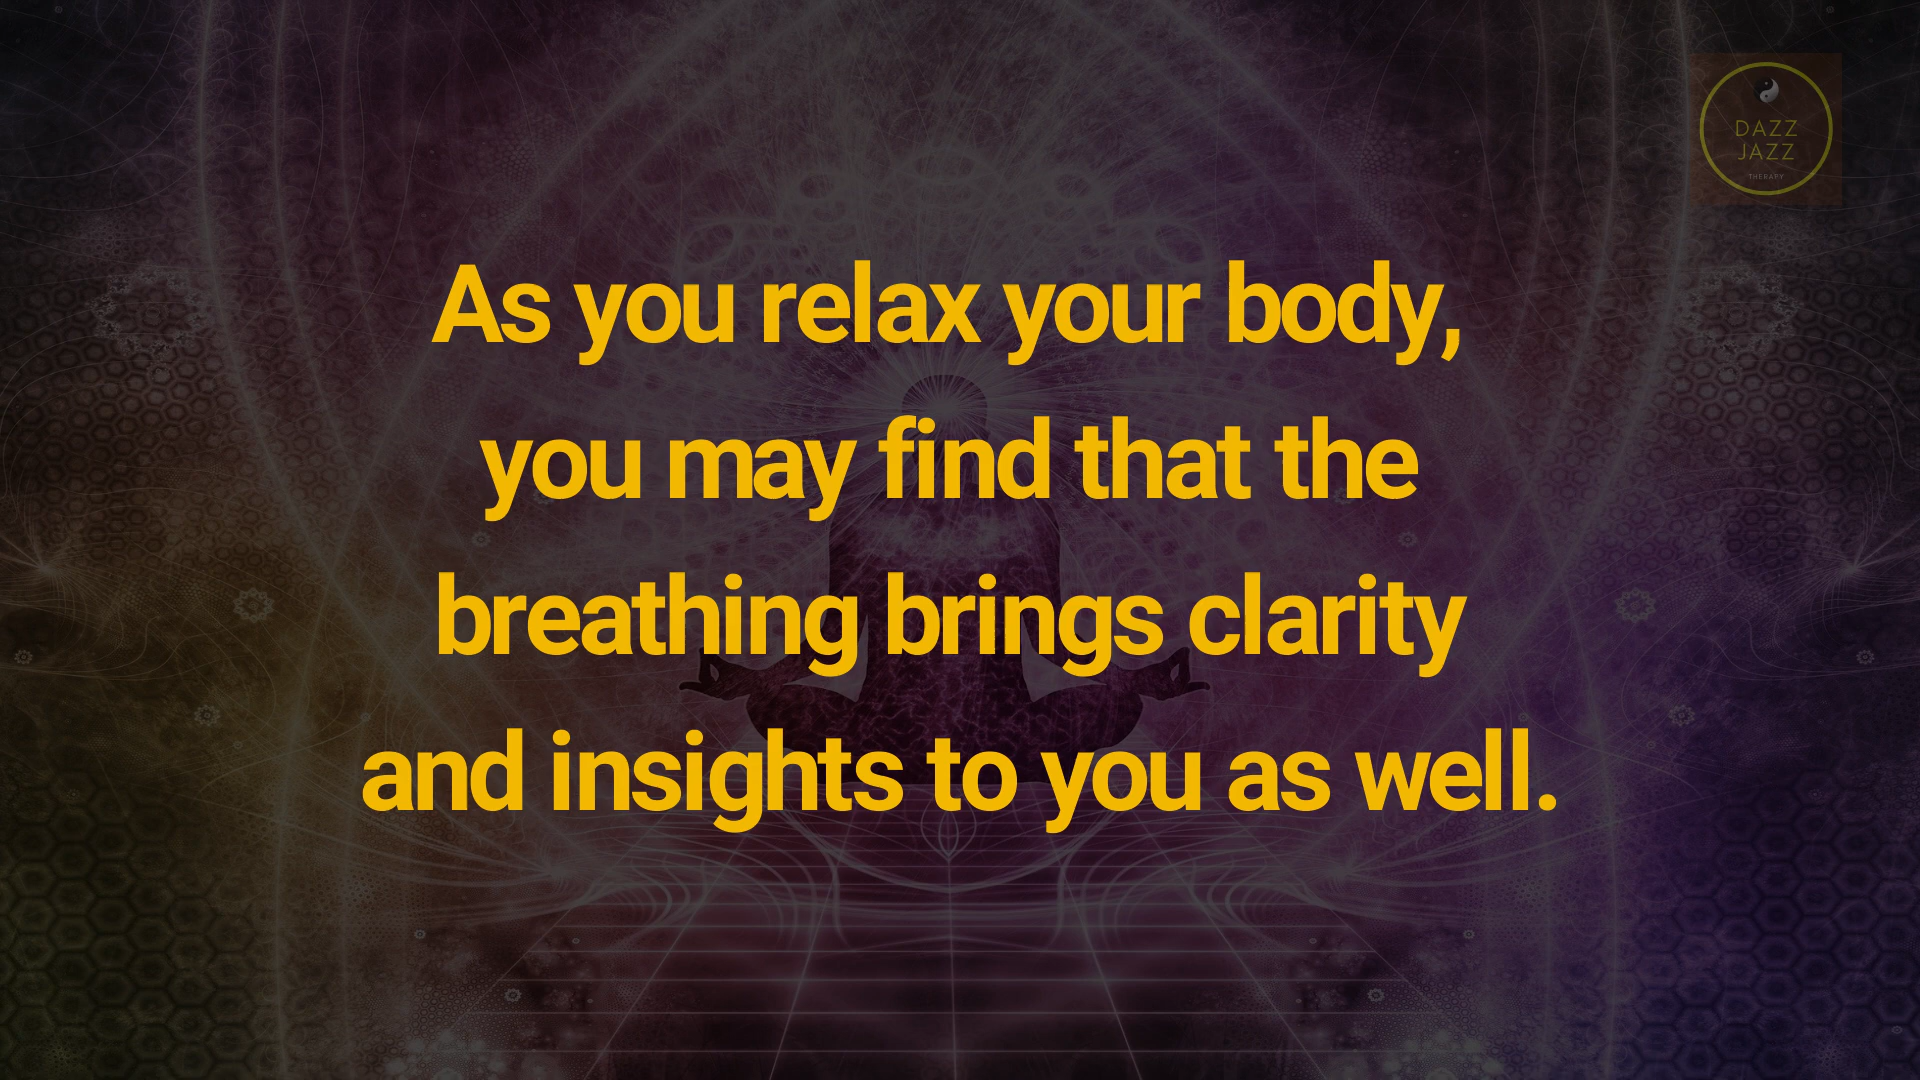 DAZZ
JAZZ
THERAPY
As you relax your body,
you may find that the
breathing brings clarity
and insights to you as well.